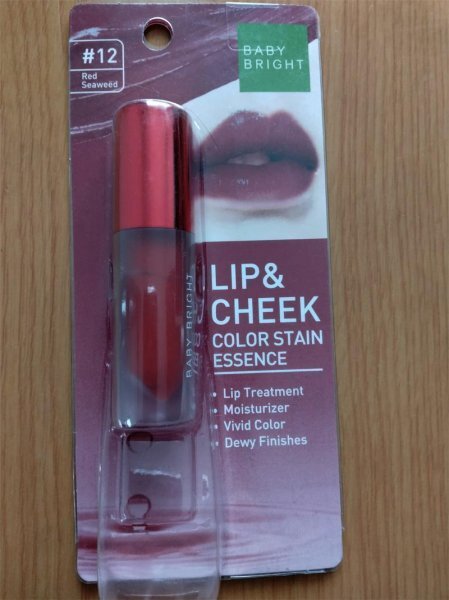 #12
Red
Seaweed
BABY
BRIGHT
BABY BRIGHT
LIP&
CHEEK
COLOR STAIN
ESSENCE
• Lip Treatment
• Moisturizer
• Vivid Color
• Dewy Finishes